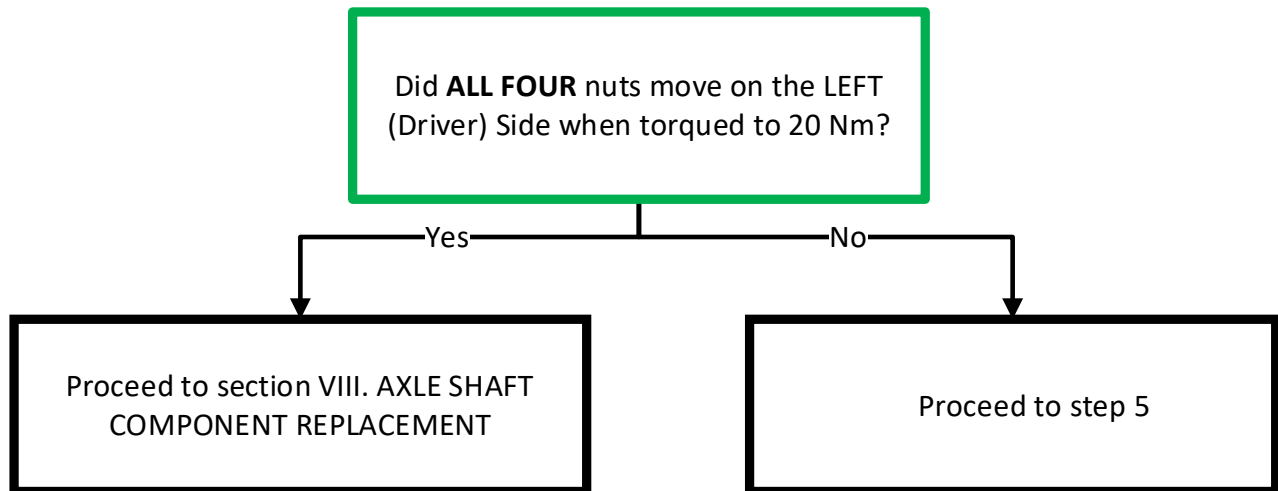 Did ALL FOUR nuts move on the LEFT
(Driver) Side when torqued to 20 Nm?
Yes
No
Proceed to section VIII. AXLE SHAFT
COMPONENT REPLACEMENT
Proceed to step 5